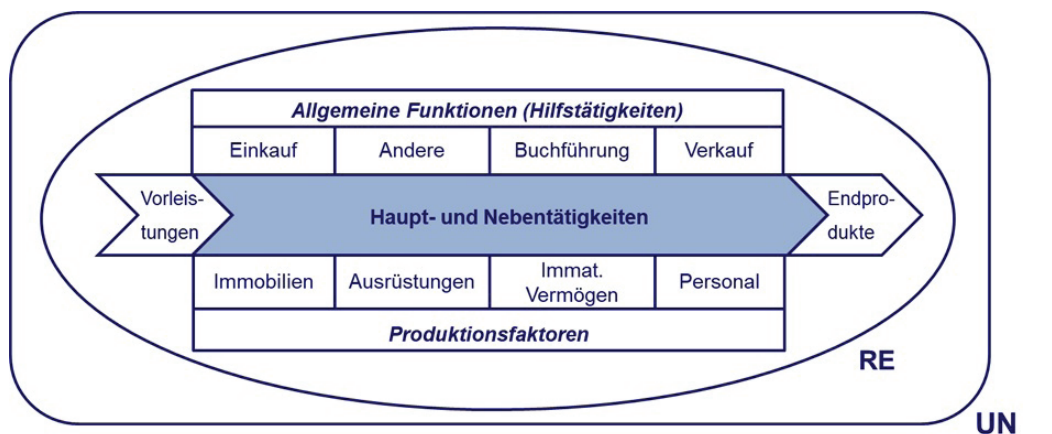 Allgemeine Funktionen (Hilfstätigkeiten)
Einkauf
Andere
Buchführung
Verkauf
Vorleis-
tungen
Haupt- und Nebentätigkeiten
Endpro-
dukte
Immobilien
Ausrüstungen
Immat.
Vermögen
Personal
Produktionsfaktoren
RE
UN